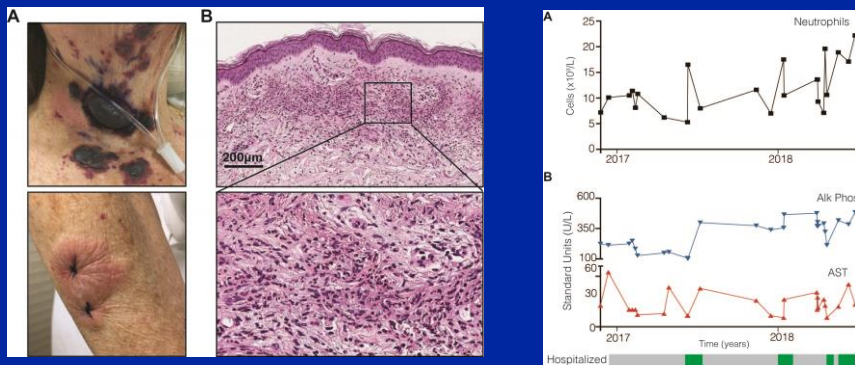 A
B
200μm
A
Neutrophils
Cells (x10⁹/L)
25
20
15
10
5
0
2017
2018
B
Alk Phos
AST
Standard Units (U/L)
600
350
100
60
30
0
2017
Time (years)
2018
Hospitalized